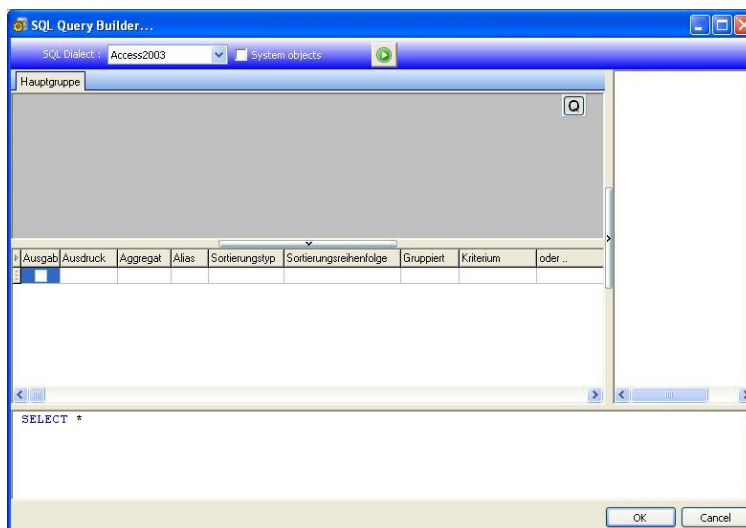 SQL Query Builder...
SQL Dialect : Access2003 System objects
Hauptgruppe
Q
Ausgab Ausdruck Aggregat Alias Sortierungstyp Sortierungsreihenfolge Gruppiert Kriterium oder ..
SELECT *
OK Cancel